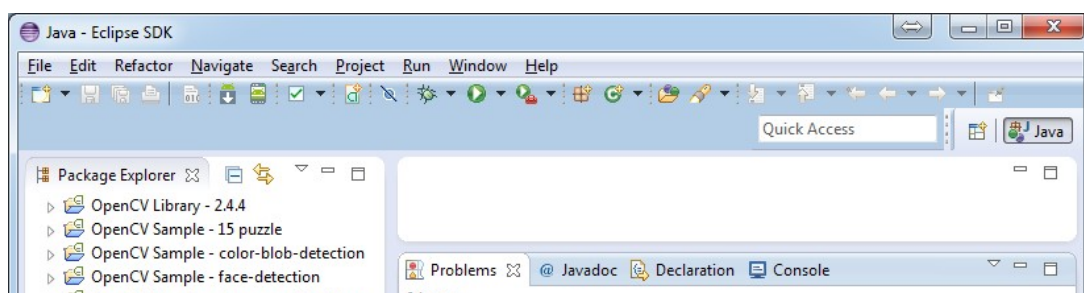 Java - Eclipse SDK
File Edit Refactor Navigate Search Project Run Window Help
Quick Access
Java
Package Explorer
OpenCV Library - 2.4.4
OpenCV Sample - 15 puzzle
OpenCV Sample - color-blob-detection
OpenCV Sample - face-detection
Problems @ Javadoc Declaration Console